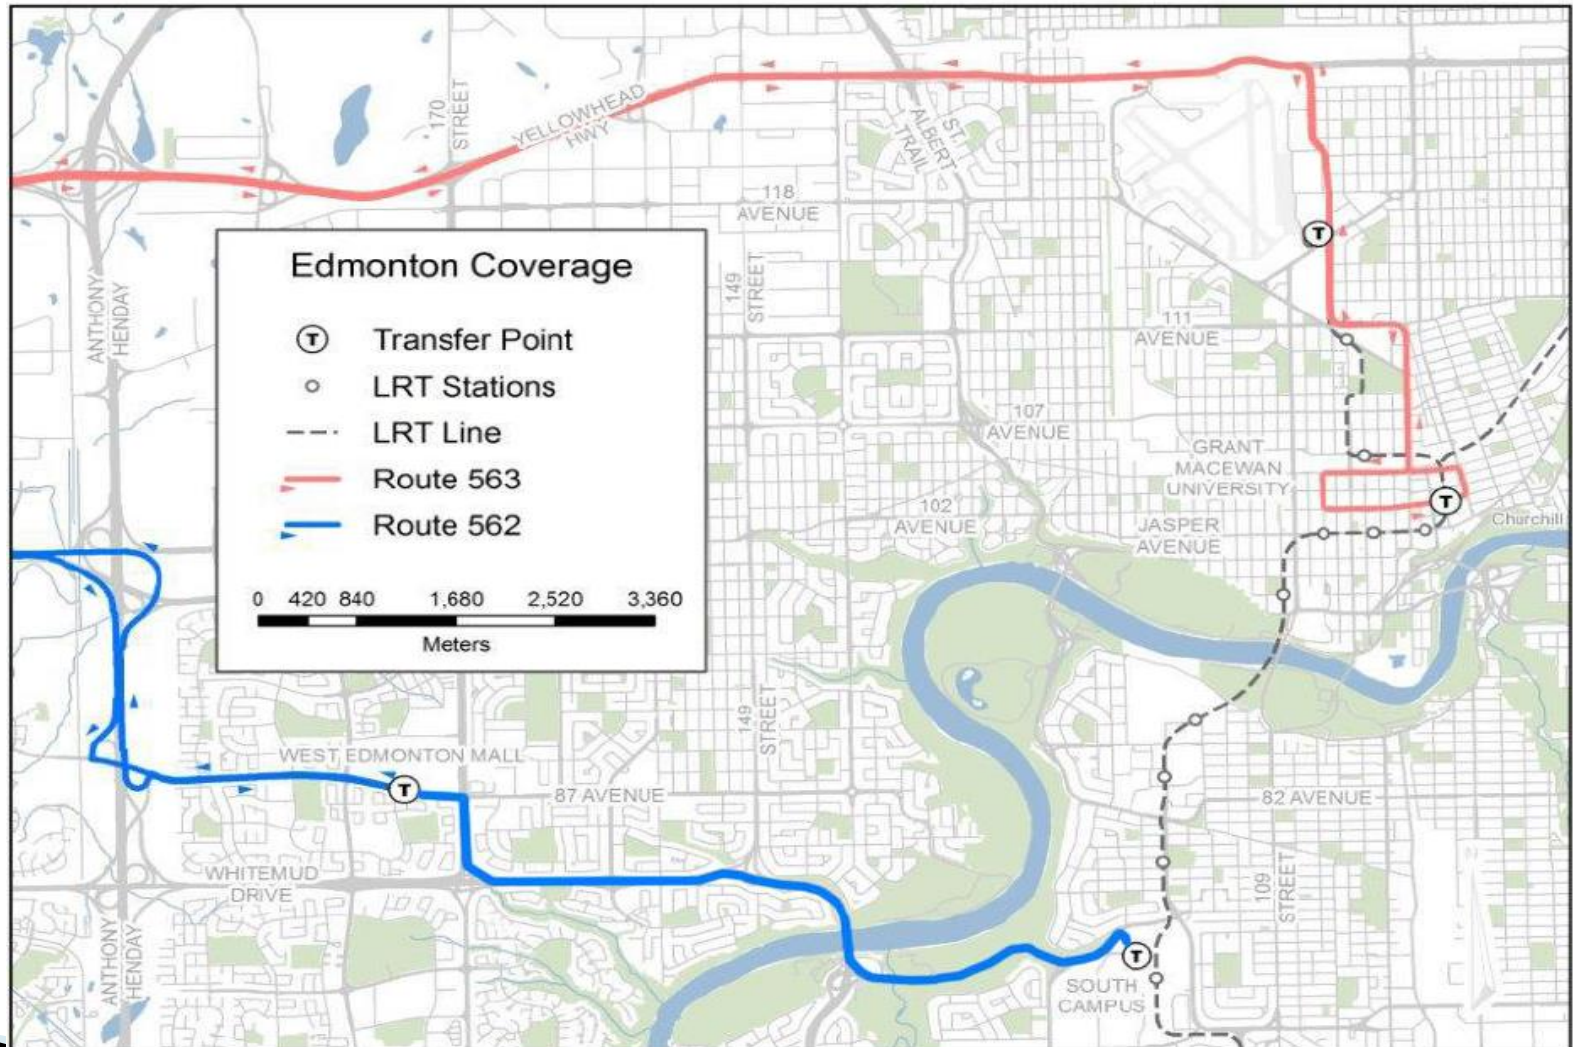 170
STREET
YELLOWHEAD
HWY
ST.
ALBERT
TRAIL
118
AVENUE
T
Edmonton Coverage
T Transfer Point
LRT Stations
LRT Line
Route 563
Route 562
0 420 840 1,680 2,520 3,360
Meters
ANTHONY
HENDAY
149
STREET
111
AVENUE
107
AVENUE
GRANT
MACEWAN
UNIVERSITY
T
102
AVENUE
JASPER
AVENUE
Churchill
149
STREET
WEST EDMONTON MALL
T
87 AVENUE
82 AVENUE
WHITEMUD
DRIVE
109
STREET
ANTHONY
HENDAY
T
SOUTH
CAMPUS